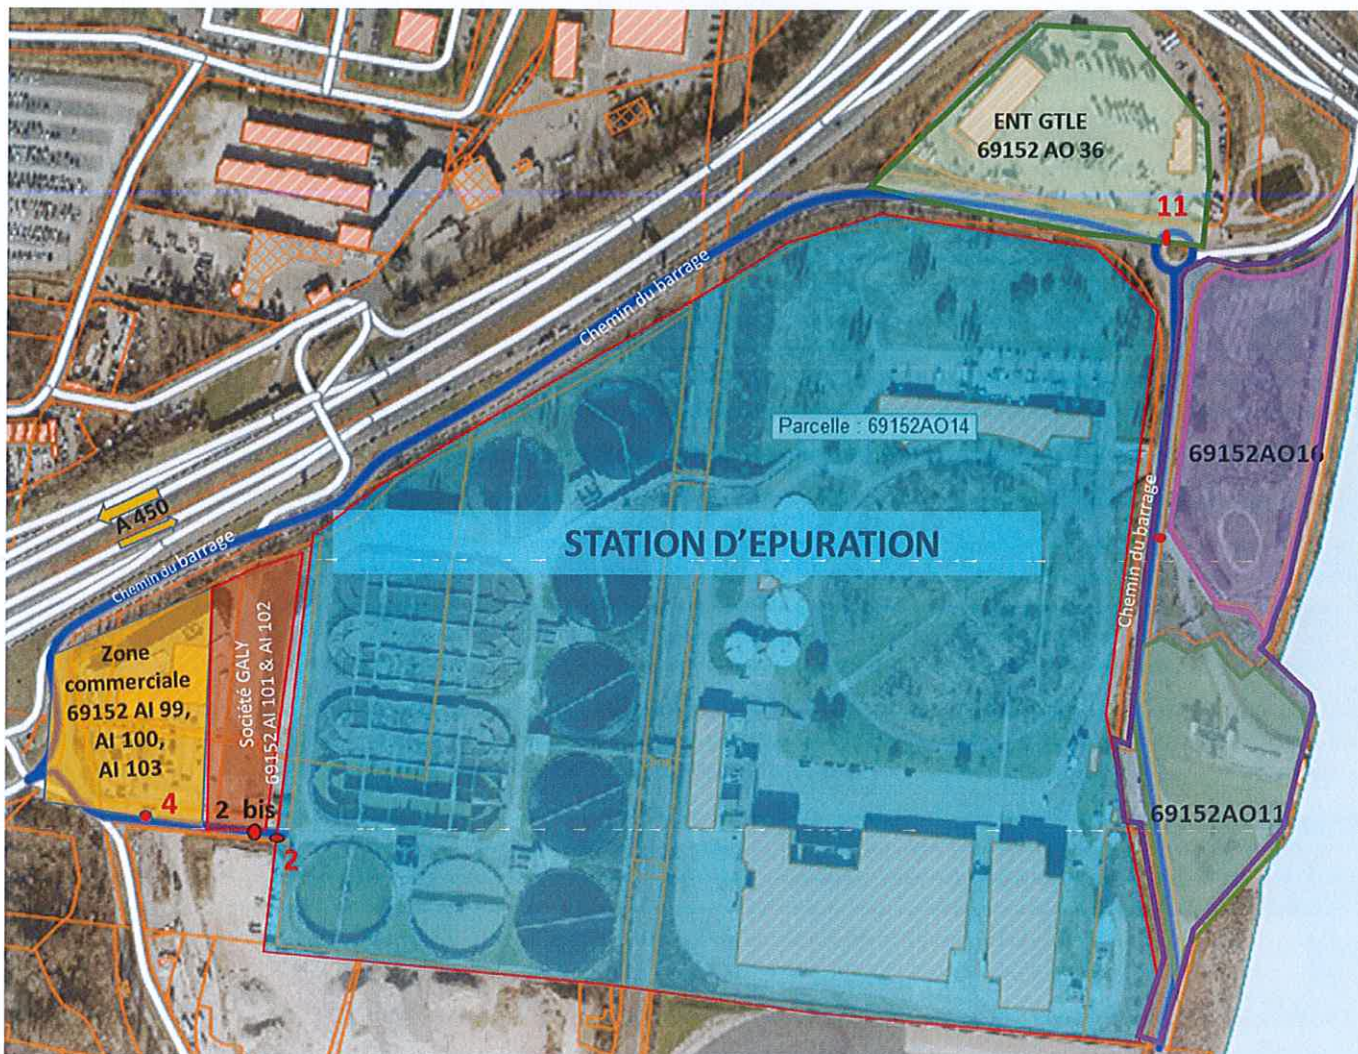 ENT GTLE
69152 AO 36
11
Chemin du barrage
Parcelle : 69152AO14
69152AO16
A 450
STATION D'EPURATION
Chemin du barrage
Chemin du barrage
Zone
commerciale
69152 AI 99,
AI 100,
AI 103
Société GALY
69152 AI 101 & AI 102
4
2 bis
2
69152AO11